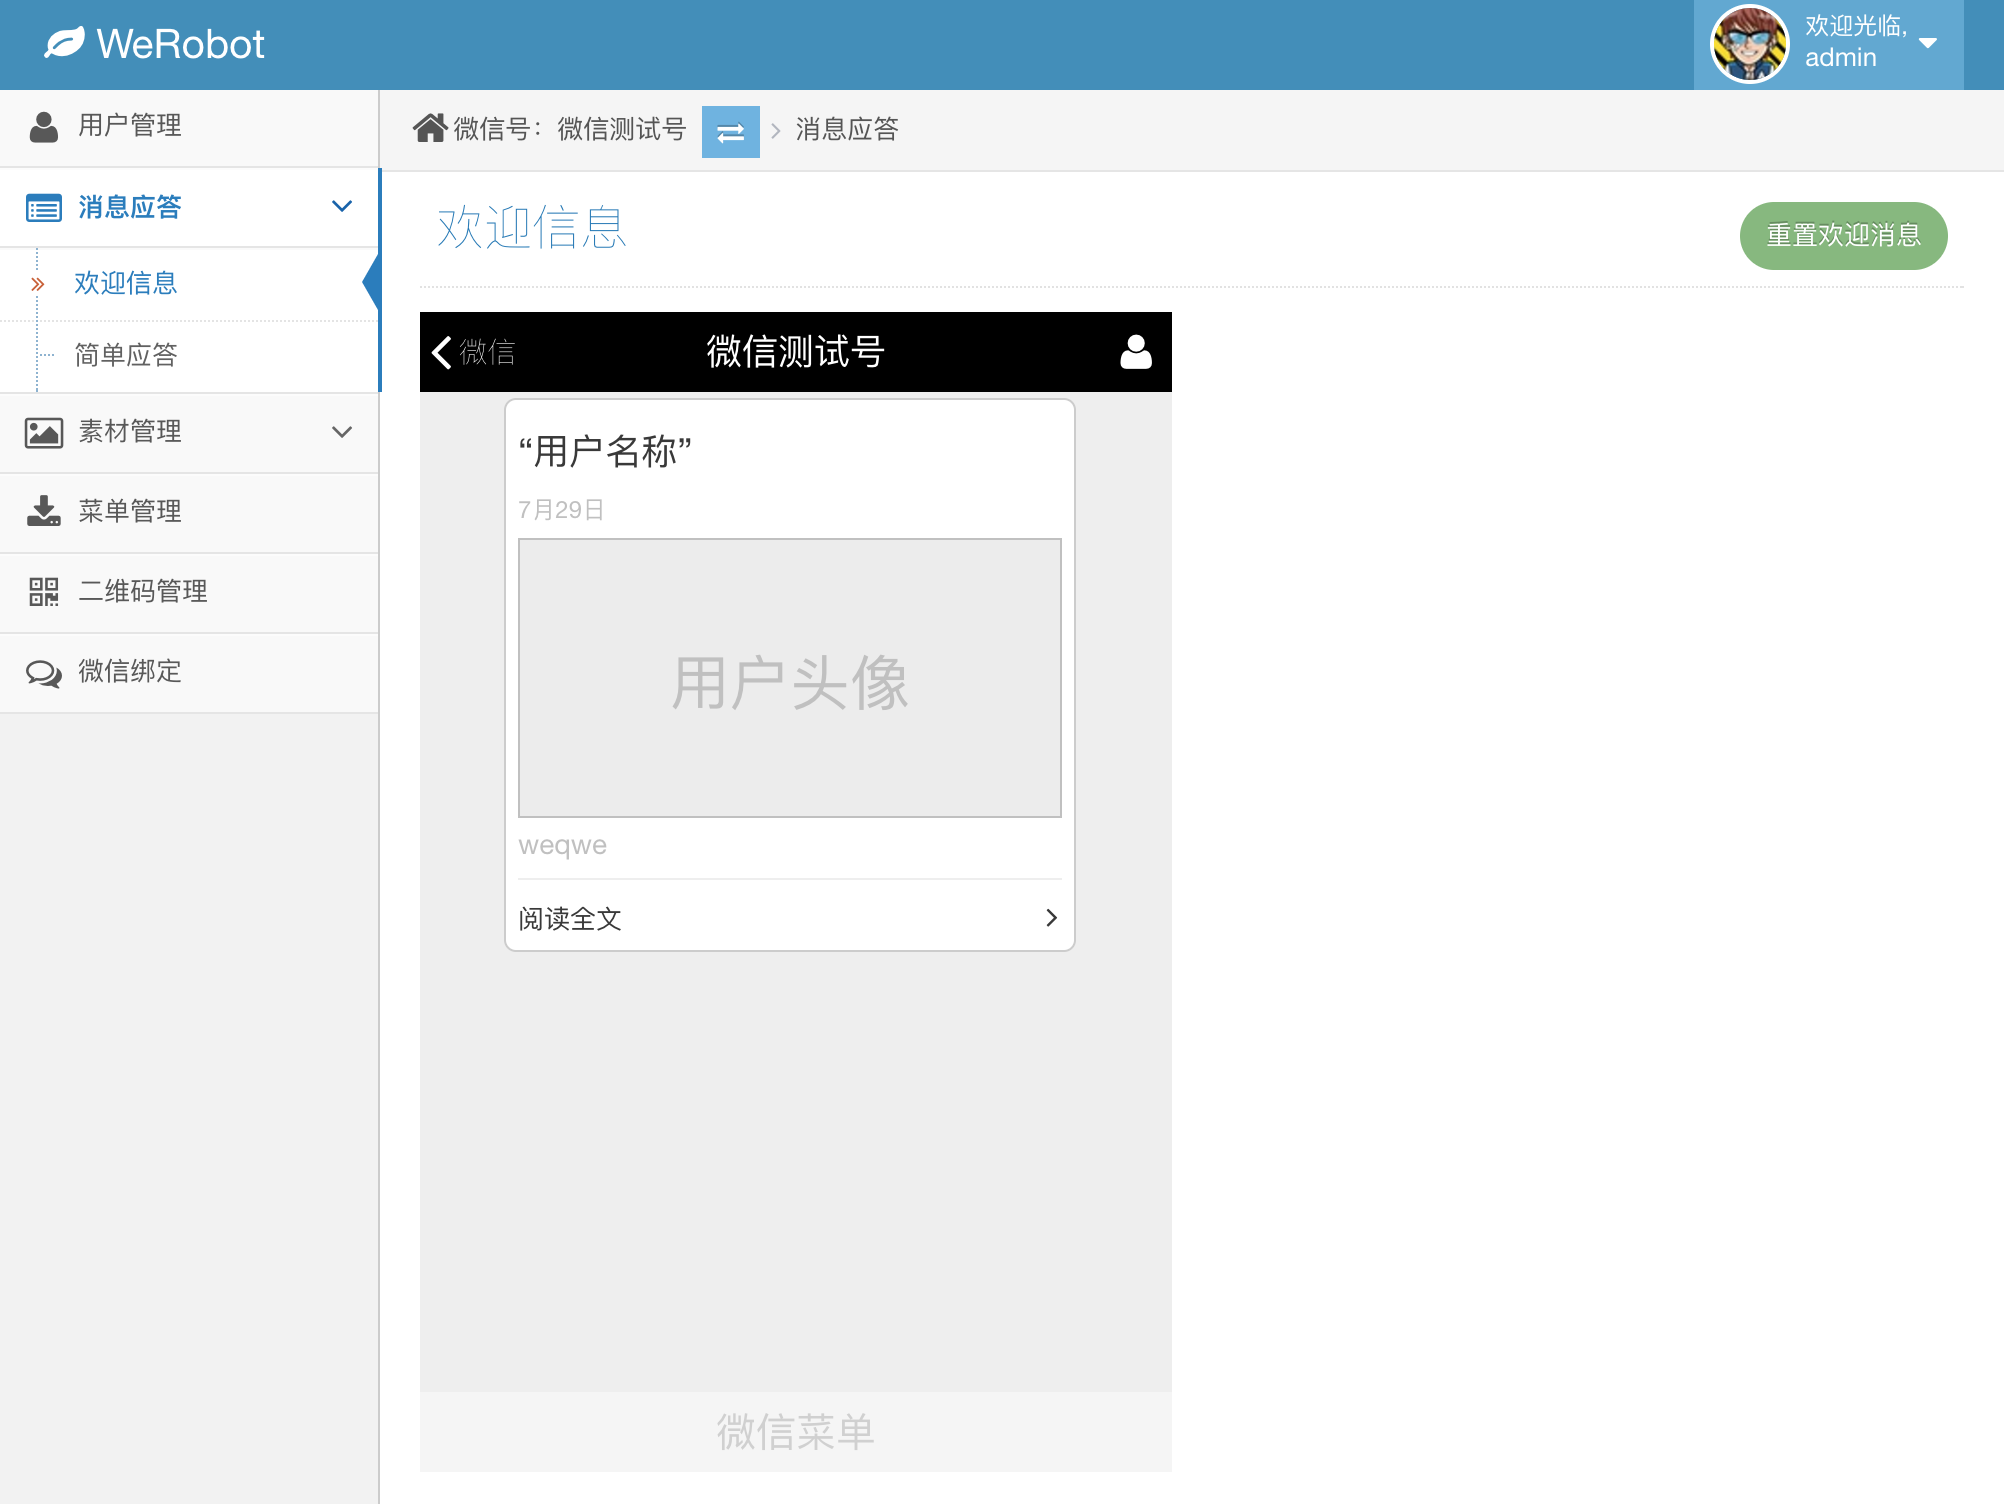 WeRobot
欢迎光临,
admin
用户管理
消息应答
欢迎信息
简单应答
素材管理
菜单管理
二维码管理
微信绑定
微信号：微信测试号
消息应答
欢迎信息
重置欢迎消息
微信
微信测试号
“用户名称”
7月29日
用户头像
weqwe
阅读全文
微信菜单